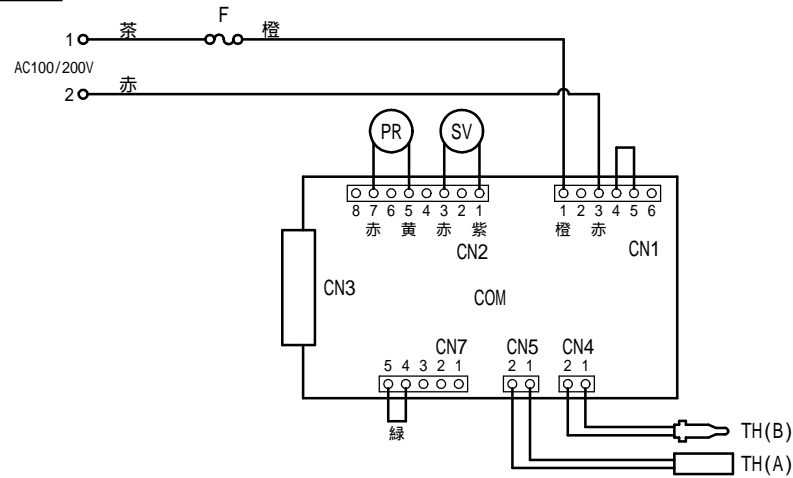 F
1 茶 橙
AC100/200V
2 赤
PR SV
8 7 6 5 4 3 2 1 1 2 3 4 5 6
赤 黄 赤 紫 橙 赤
CN2 CN1
CN3 COM
CN7 CN5 CN4
5 4 3 2 1 2 1 2 1
緑
TH(B)
TH(A)